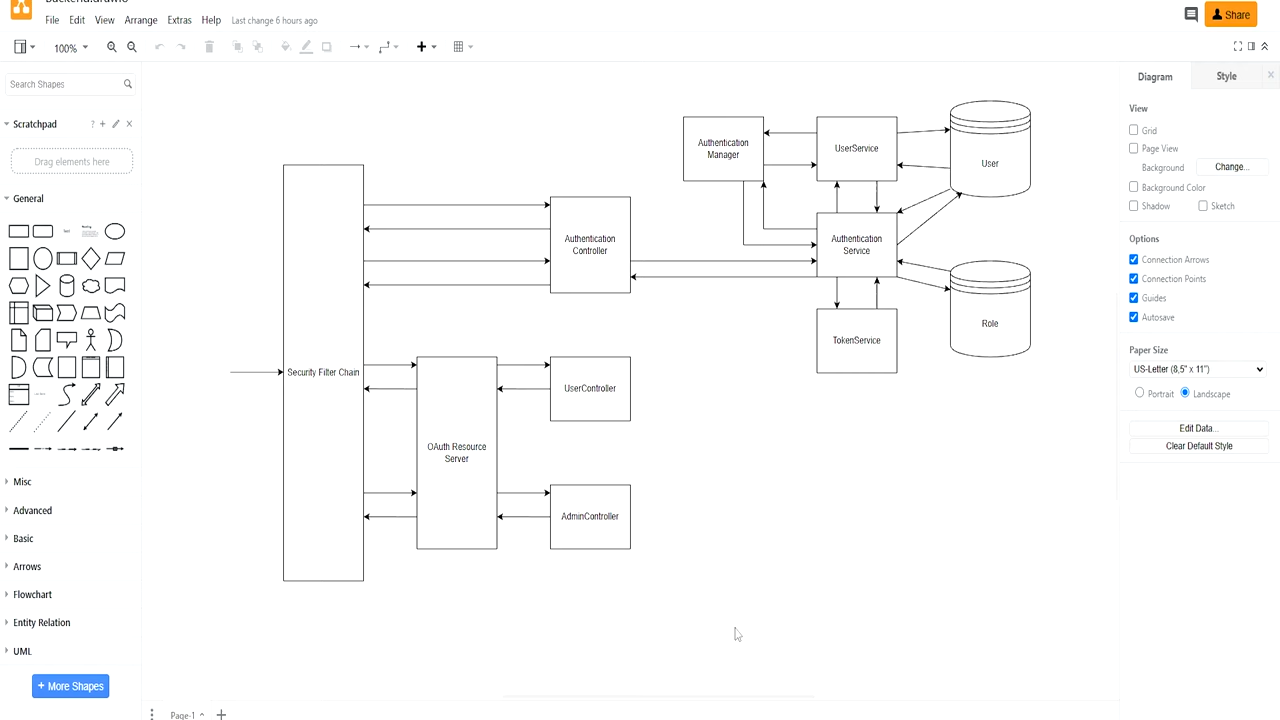 Backend.drawio
File Edit View Arrange Extras Help Last change 6 hours ago
Share
100%
Search Shapes
Scratchpad
?
Drag elements here
General
Text
Heading
Misc
Advanced
Basic
Arrows
Flowchart
Entity Relation
UML
+ More Shapes
Security Filter Chain
Authentication
Controller
OAuth Resource
Server
UserController
AdminController
Authentication
Manager
UserService
Authentication
Service
TokenService
User
Role
Diagram Style
View
Grid
Page View
Background Change...
Background Color
Shadow Sketch
Options
Connection Arrows
Connection Points
Guides
Autosave
Paper Size
US-Letter (8,5" x 11")
Portrait Landscape
Edit Data...
Clear Default Style
Page-1